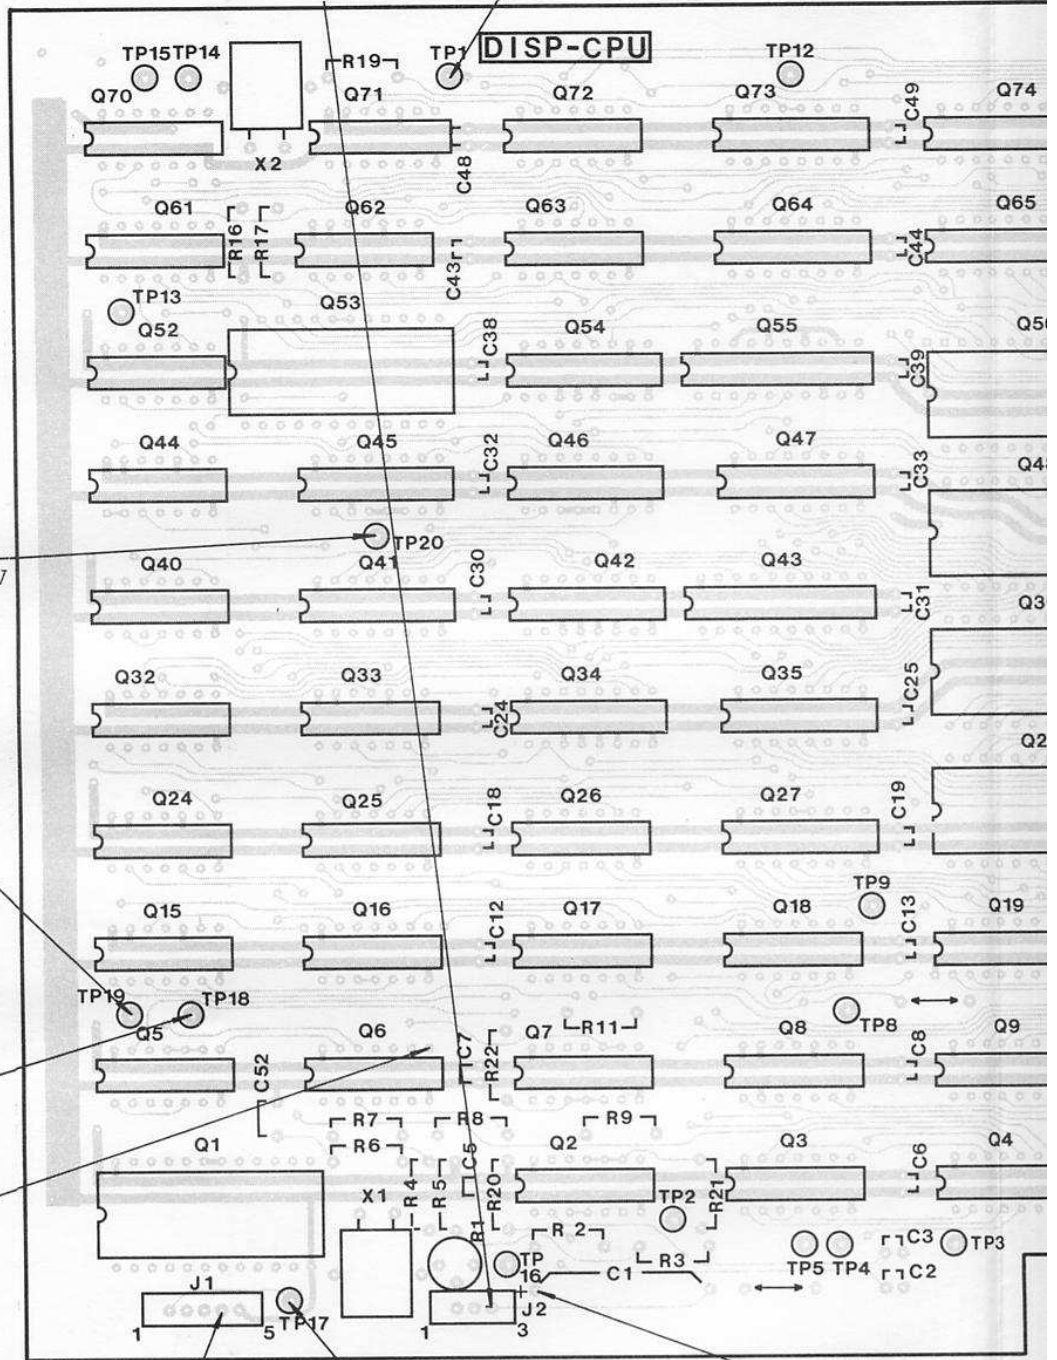 DISP-CPU
TP15 TP14 R19 TP1 TP12
Q70 Q71 Q72 Q73 C49 Q74
X2 C48
Q61 R16 R17 Q62 Q63 Q64 Q65
C43 C44
TP13 Q53
Q52 C38 Q54 Q55 C39
Q44 Q45 C32 Q46 Q47 C33
TP20
Q40 Q41 C30 Q42 Q43 C31
Q32 Q33 C24 Q34 Q35 C25
Q24 Q25 C18 Q26 Q27 C19
TP9
Q15 Q16 C12 Q17 Q18 C13 Q19
TP19 TP18 TP8
Q5 Q6 C7 R22 Q7 R11 Q8 C8 Q9
C52
R7 R8 R9
R6
Q1 X1 R4 R5 C5 R20 Q2 R21 Q3 C6 Q4
TP2
R1 R2 R3 C3 TP3
TP16 C1 TP5 TP4 C2
J1 J2
1 5 TP17 1 + 3